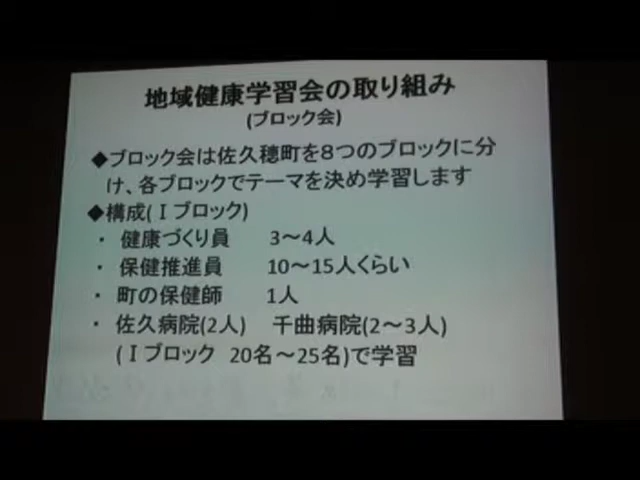 地域健康学習会の取り組み
(ブロック会)
◆ブロック会は佐久穂町を8つのブロックに分
け、各ブロックでテーマを決め学習します
◆構成(Ⅰブロック)
・ 健康づくり員 3～4人
・ 保健推進員 10～15人くらい
・ 町の保健師 1人
・ 佐久病院(2人) 千曲病院(2～3人)
(Ⅰブロック 20名～25名)で学習